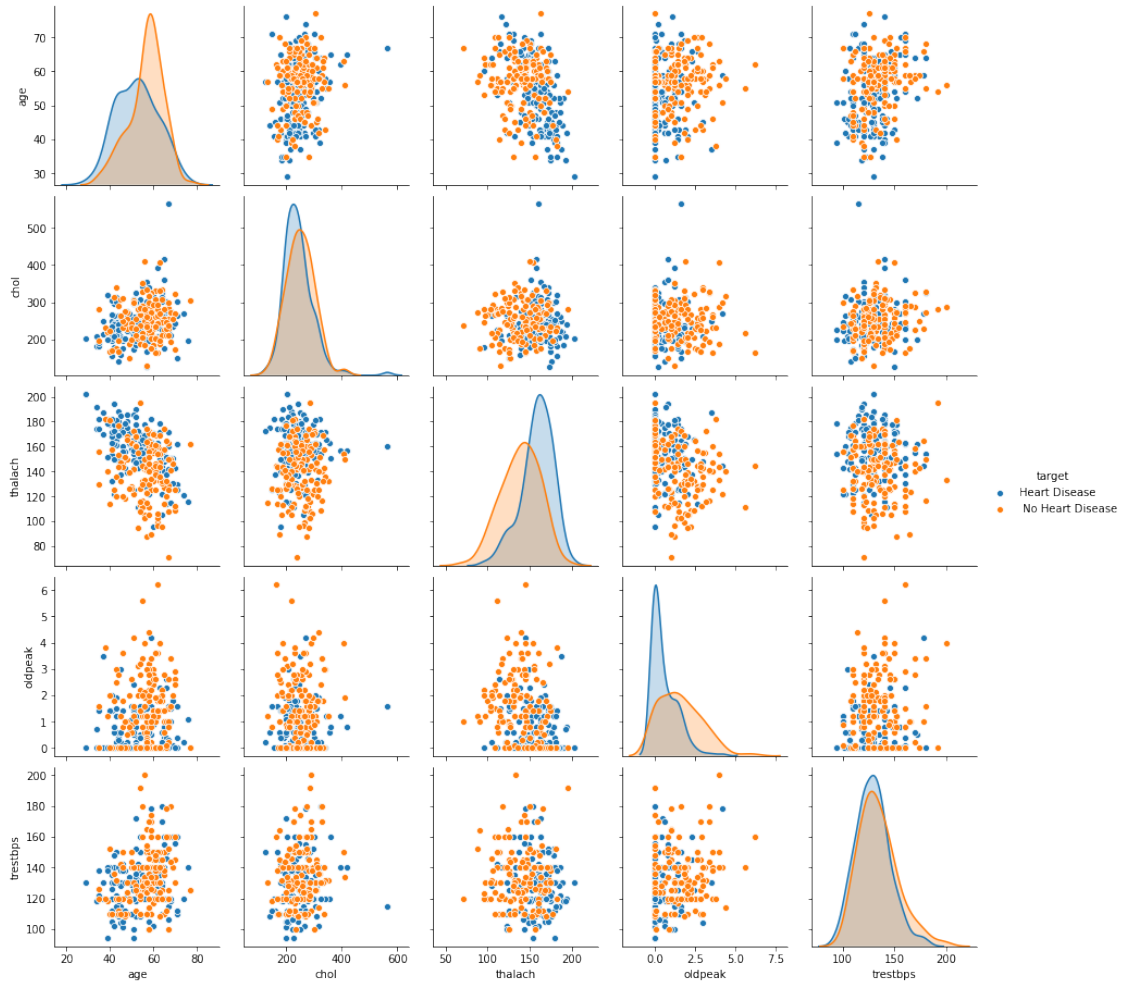 age
70
60
50
40
30
chol
500
400
300
200
thalach
200
180
160
140
120
100
80
target
Heart Disease
No Heart Disease
oldpeak
6
5
4
3
2
1
0
trestbps
200
180
160
140
120
100
20 40 60 80
200 400 600
50 100 150 200
0.0 2.5 5.0 7.5
100 150 200
age chol thalach oldpeak trestbps